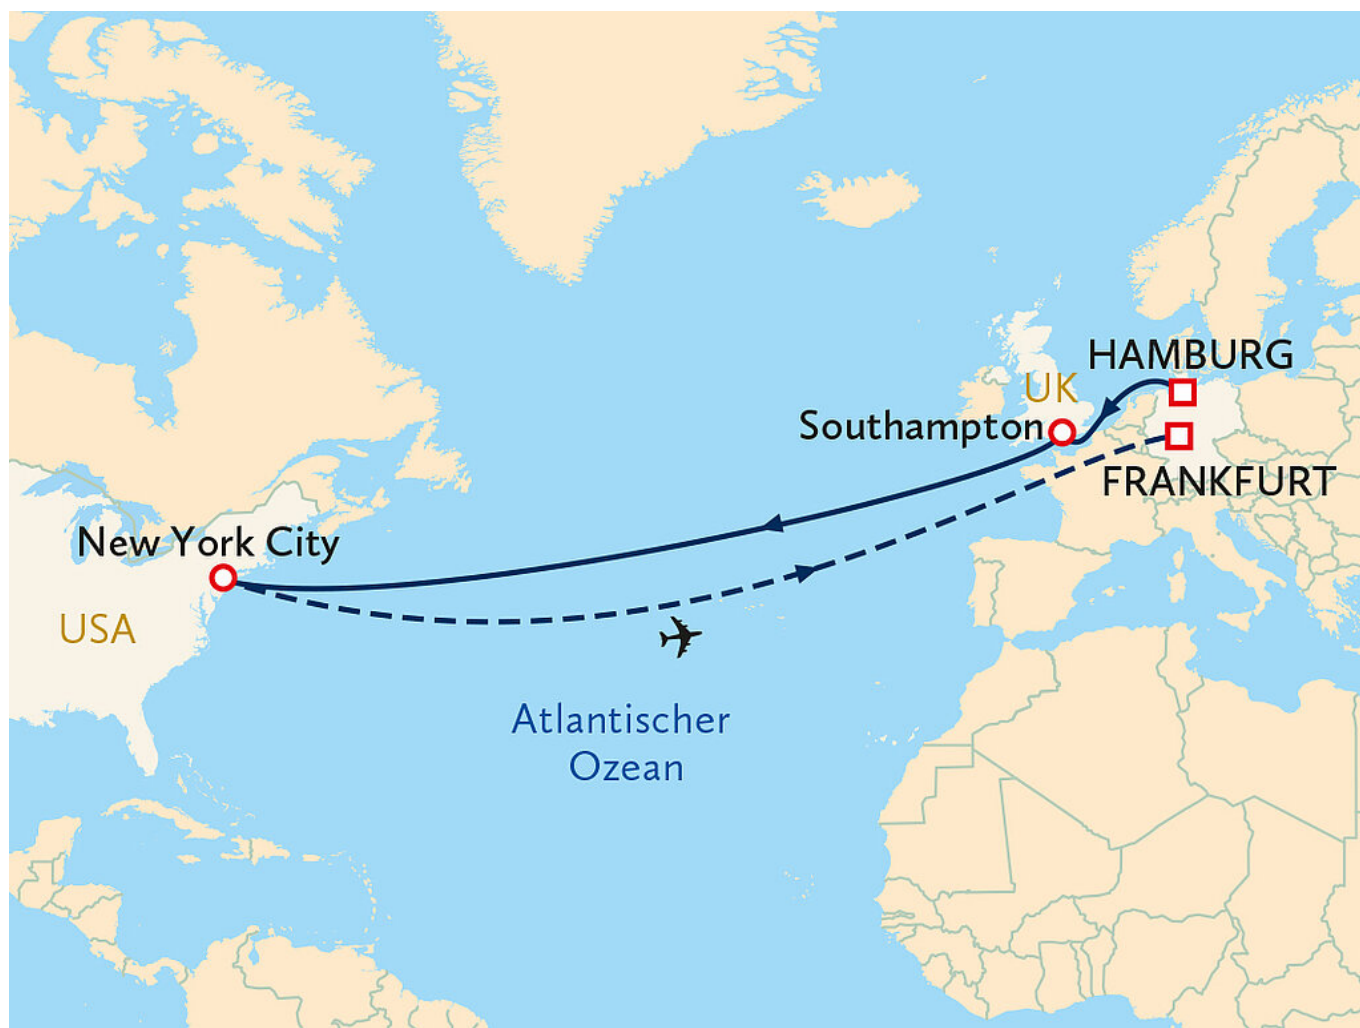 HAMBURG
UK
Southampton
FRANKFURT
New York City
USA
Atlantischer
Ozean